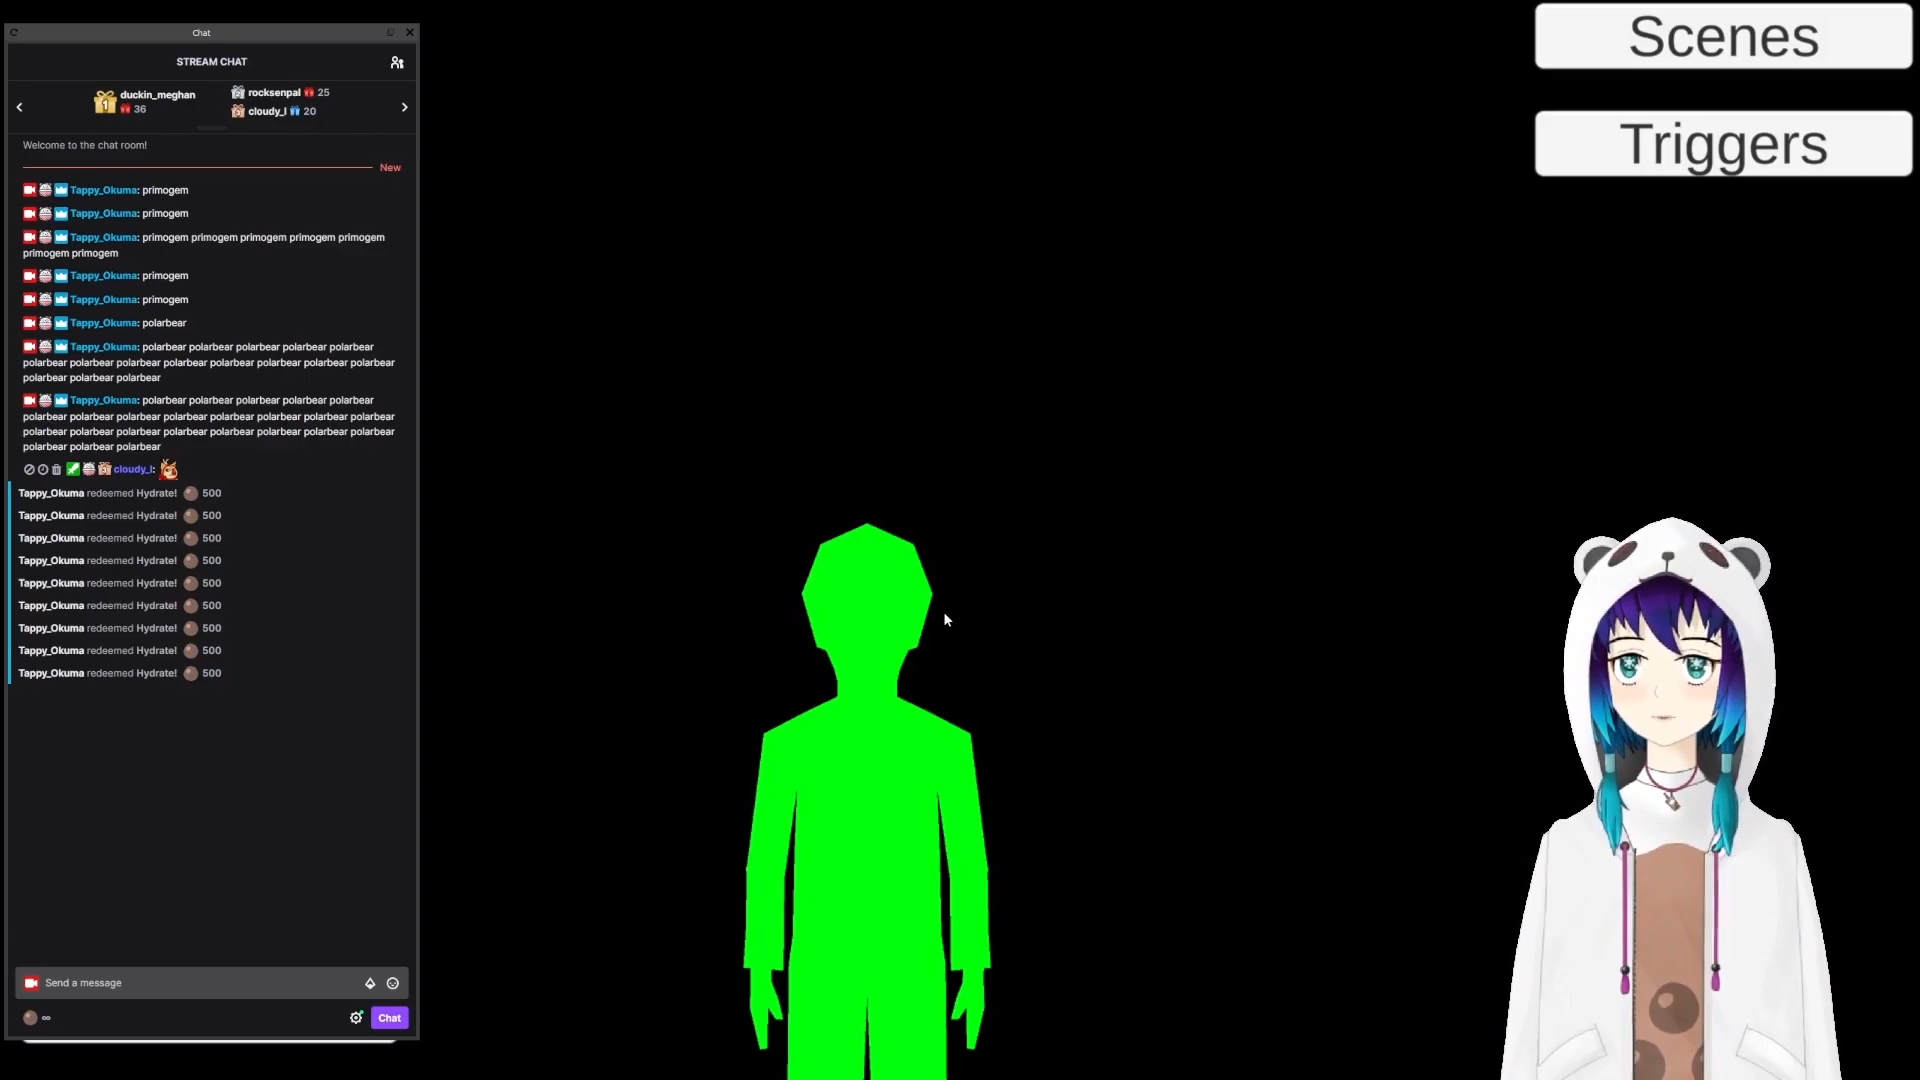 Chat
STREAM CHAT
duckin_meghan
36
rocksenpal 25
cloudy_l 20
Welcome to the chat room!
New
Tappy_Okuma: primogem
Tappy_Okuma: primogem
Tappy_Okuma: primogem primogem primogem primogem primogem
primogem primogem
Tappy_Okuma: primogem
Tappy_Okuma: primogem
Tappy_Okuma: polarbear
Tappy_Okuma: polarbear polarbear polarbear polarbear polarbear
polarbear polarbear polarbear polarbear polarbear polarbear polarbear polarbear
polarbear polarbear polarbear
Tappy_Okuma: polarbear polarbear polarbear polarbear polarbear
polarbear polarbear polarbear polarbear polarbear polarbear polarbear polarbear
polarbear polarbear polarbear polarbear polarbear polarbear polarbear polarbear
polarbear polarbear polarbear
cloudy_l:
Tappy_Okuma redeemed Hydrate! 500
Tappy_Okuma redeemed Hydrate! 500
Tappy_Okuma redeemed Hydrate! 500
Tappy_Okuma redeemed Hydrate! 500
Tappy_Okuma redeemed Hydrate! 500
Tappy_Okuma redeemed Hydrate! 500
Tappy_Okuma redeemed Hydrate! 500
Tappy_Okuma redeemed Hydrate! 500
Tappy_Okuma redeemed Hydrate! 500
Send a message
∞
Chat
Scenes
Triggers